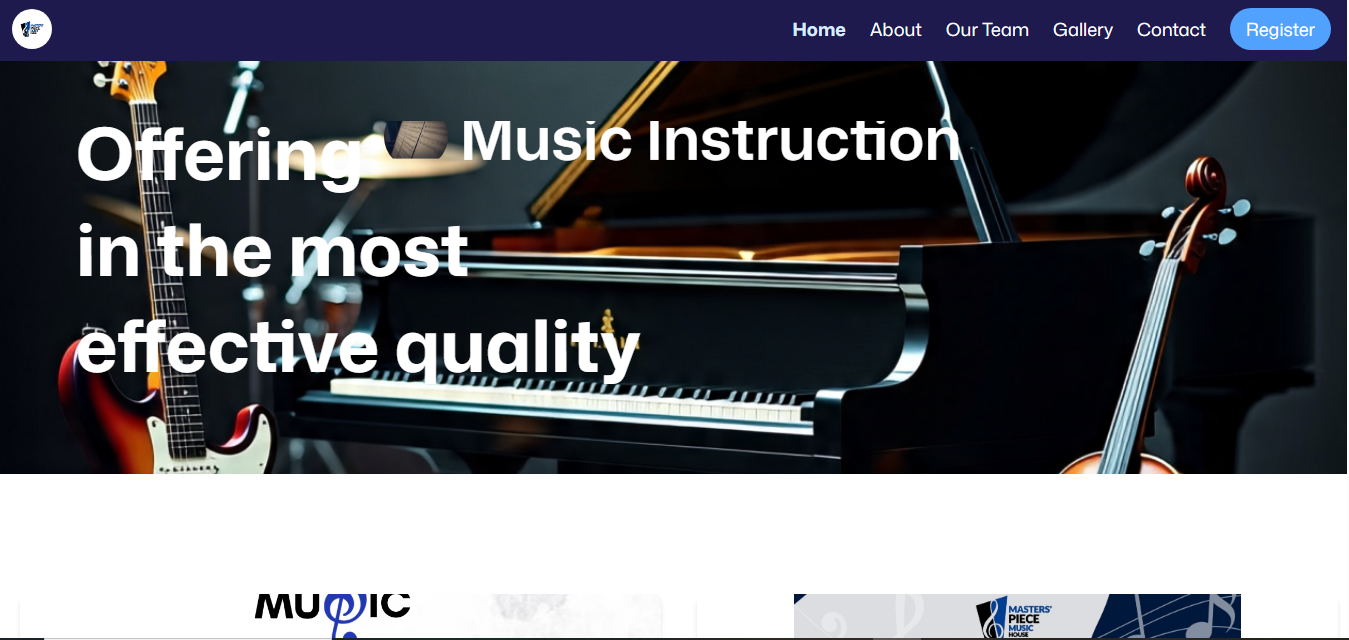 Home About Our Team Gallery Contact Register
Offering Music Instruction
in the most
effective quality
MUSIC
MASTERS'
PIECE
MUSIC
HOUSE